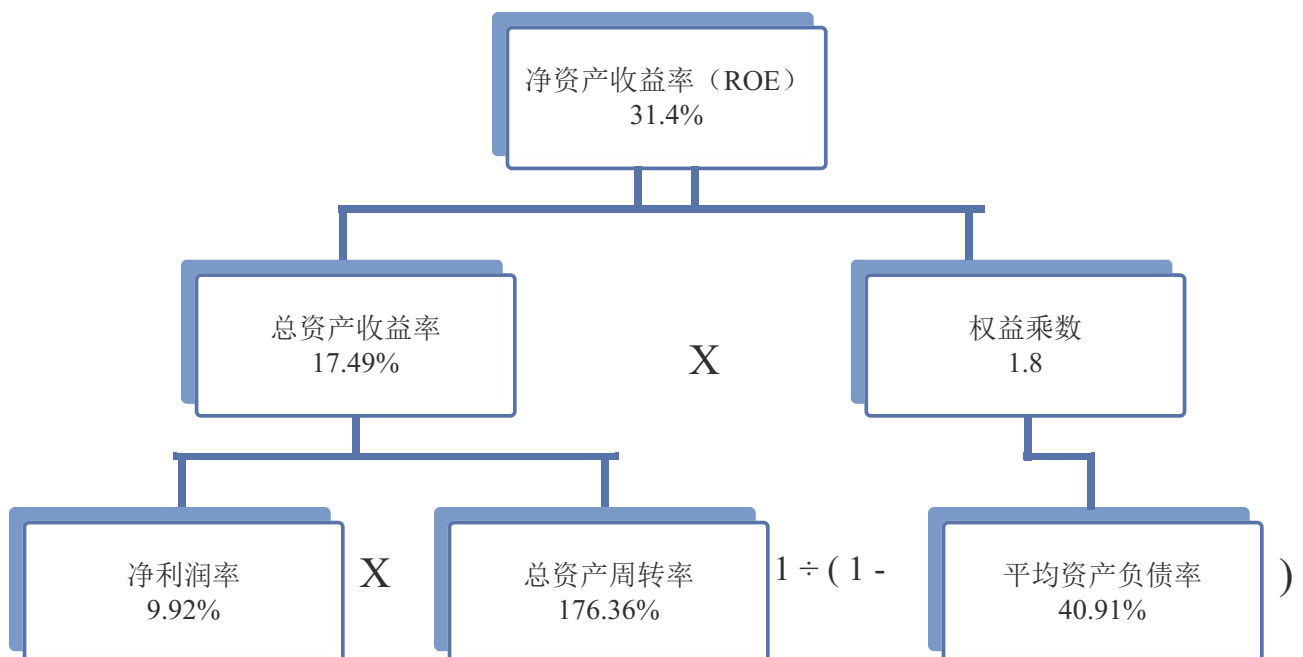 净资产收益率（ROE）
31.4%
总资产收益率
17.49%
X
权益乘数
1.8
净利润率
9.92%
X
总资产周转率
176.36%
1 ÷ ( 1 -
平均资产负债率
40.91%
)